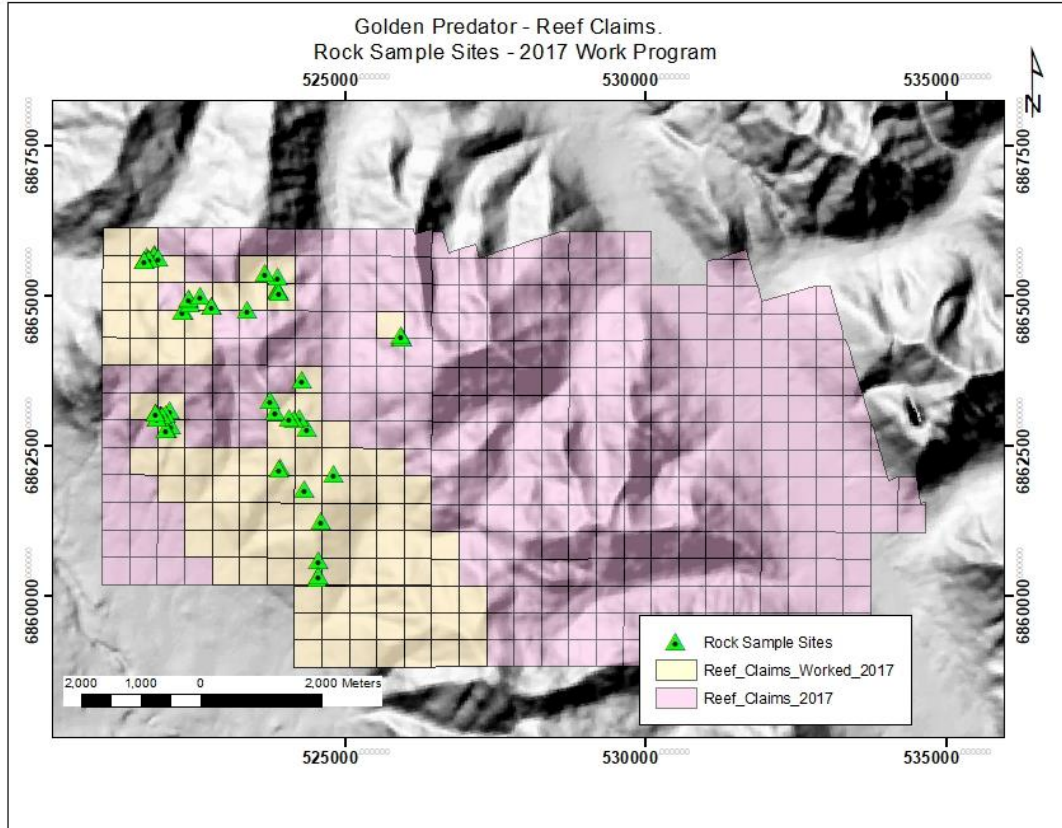 Golden Predator - Reef Claims.
Rock Sample Sites - 2017 Work Program
525000 530000 535000
6867500 6867500
6865000 6865000
6862500 6862500
6860000 6860000
525000 530000 535000
N
Rock Sample Sites
Reef_Claims_Worked_2017
Reef_Claims_2017
2,000 1,000 0 2,000 Meters